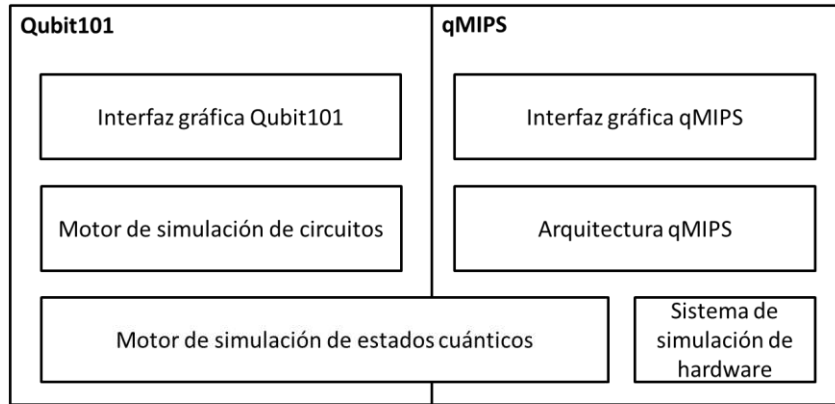 Qubit101
qMIPS
Interfaz gráfica Qubit101
Interfaz gráfica qMIPS
Motor de simulación de circuitos
Arquitectura qMIPS
Motor de simulación de estados cuánticos
Sistema de
simulación de
hardware